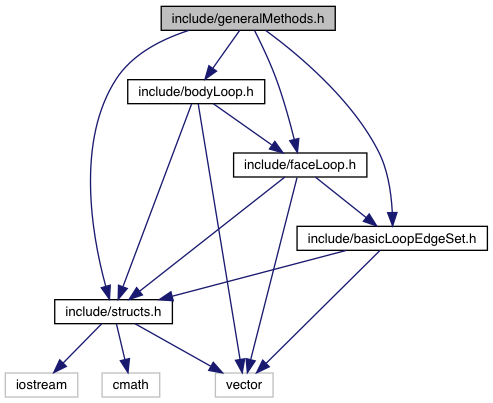 include/generalMethods.h
include/bodyLoop.h
include/faceLoop.h
include/basicLoopEdgeSet.h
include/structs.h
iostream
cmath
vector